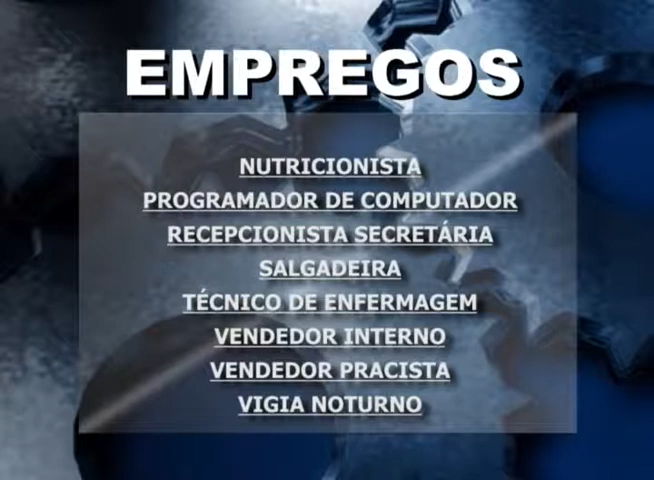 EMPREGOS
NUTRICIONISTA
PROGRAMADOR DE COMPUTADOR
RECEPCIONISTA SECRETÁRIA
SALGADEIRA
TÉCNICO DE ENFERMAGEM
VENDEDOR INTERNO
VENDEDOR PRACISTA
VIGIA NOTURNO